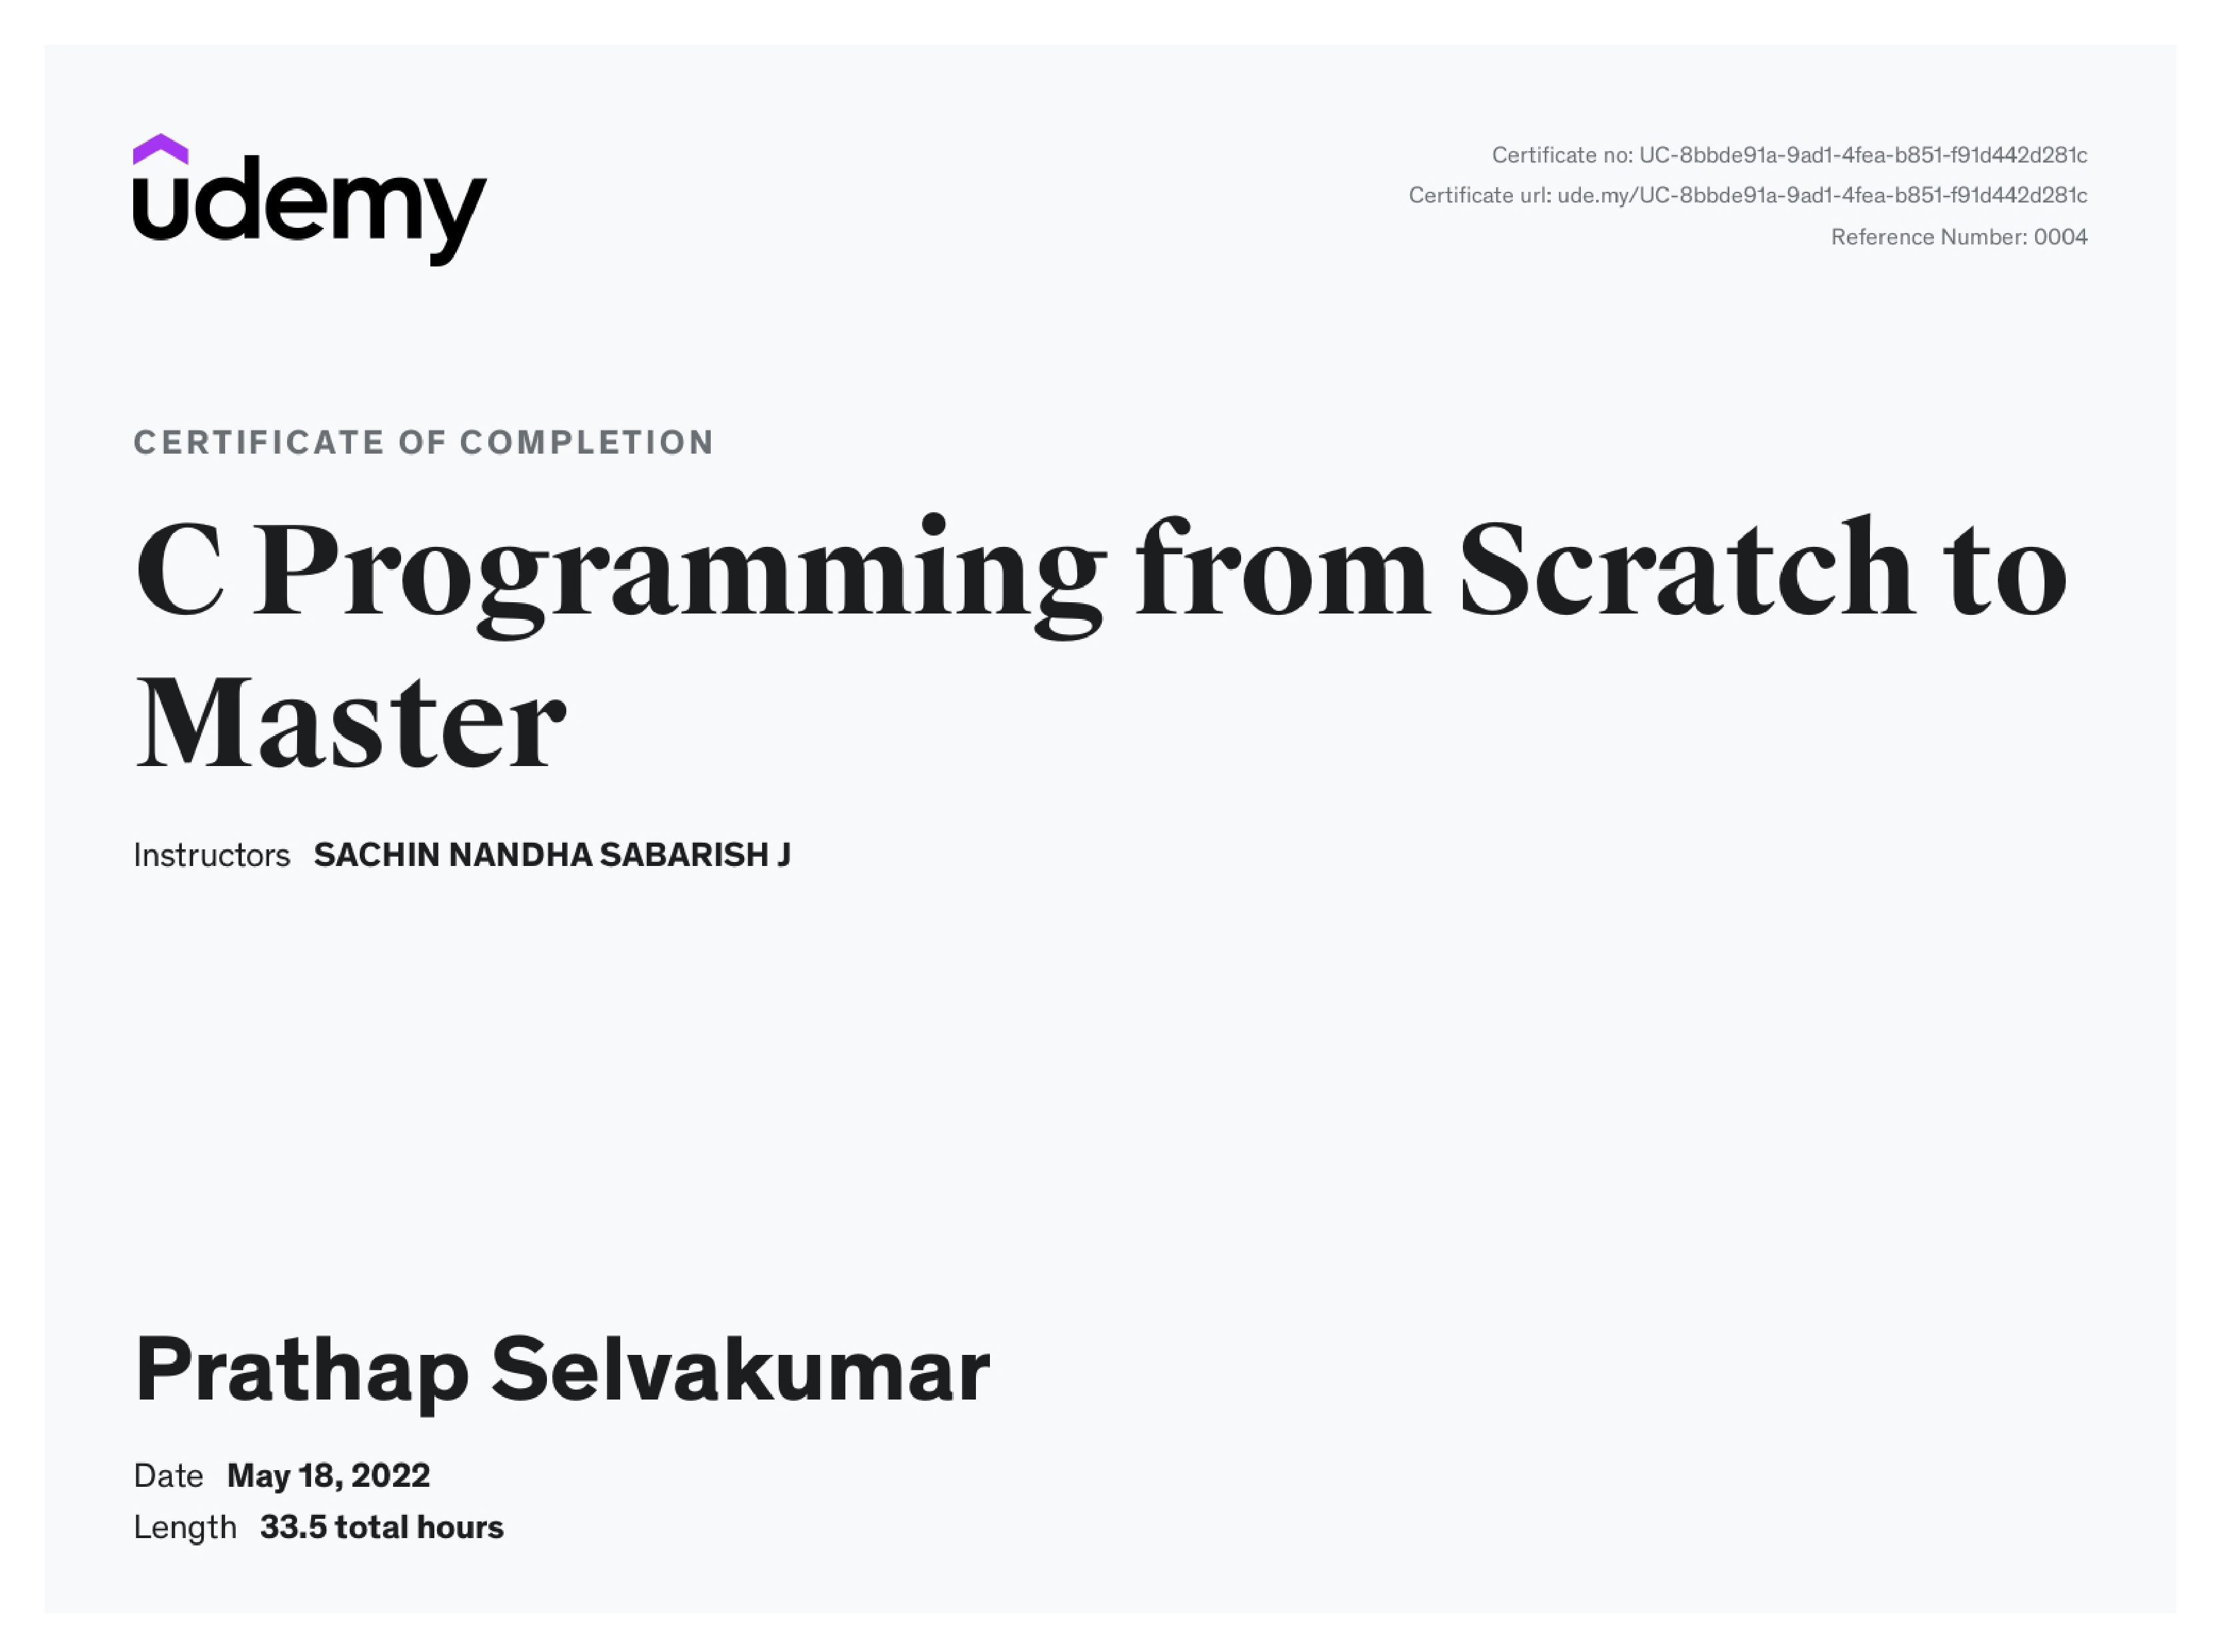 udemy
Certificate no: UC-8bbde91a-9ad1-4fea-b851-f91d442d281c
Certificate url: ude.my/UC-8bbde91a-9ad1-4fea-b851-f91d442d281c
Reference Number: 0004
CERTIFICATE OF COMPLETION
C Programming from Scratch to
Master
Instructors SACHIN NANDHA SABARISH J
Prathap Selvakumar
Date May 18, 2022
Length 33.5 total hours